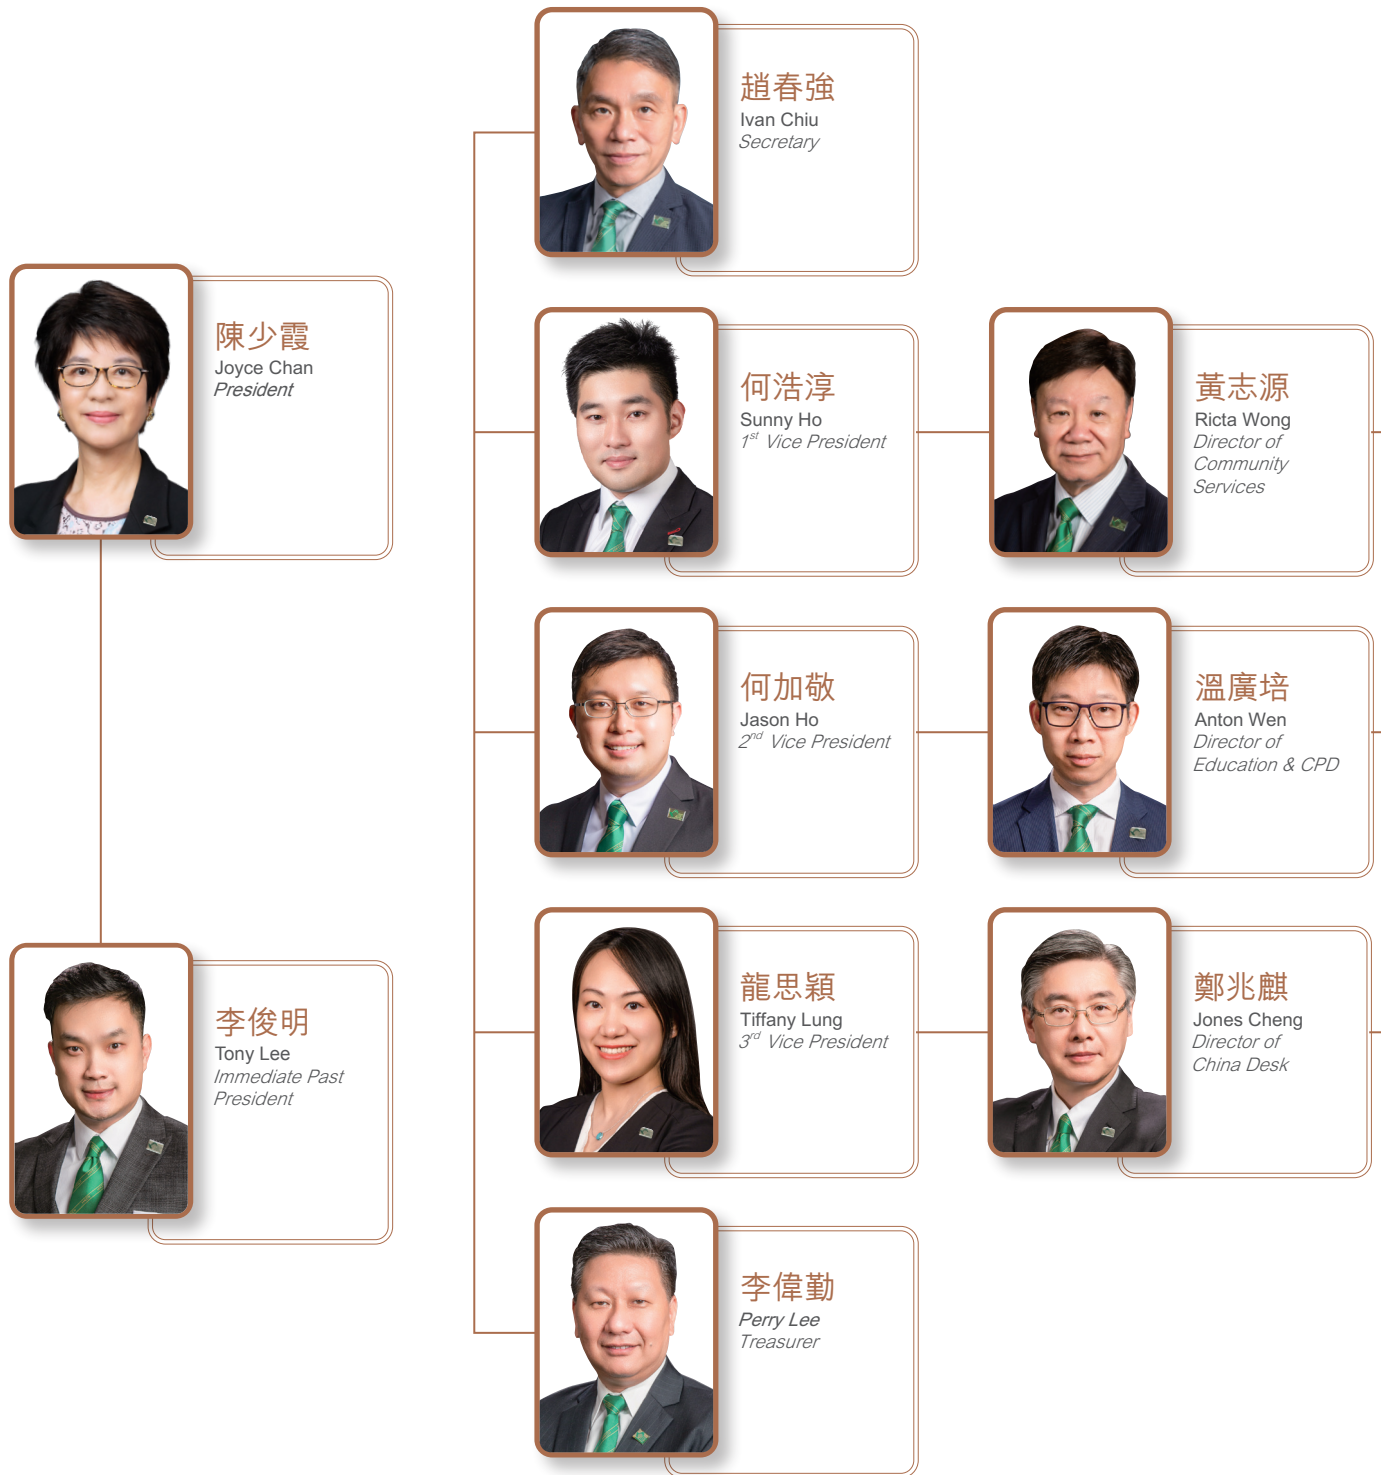 趙春強
Ivan Chiu
Secretary
陳少霞
Joyce Chan
President
何浩淳
Sunny Ho
1st Vice President
黃志源
Ricta Wong
Director of
Community
Services
何加敬
Jason Ho
2nd Vice President
溫廣培
Anton Wen
Director of
Education & CPD
龍思穎
Tiffany Lung
3rd Vice President
鄭兆麒
Jones Cheng
Director of
China Desk
李俊明
Tony Lee
Immediate Past
President
李偉勤
Perry Lee
Treasurer